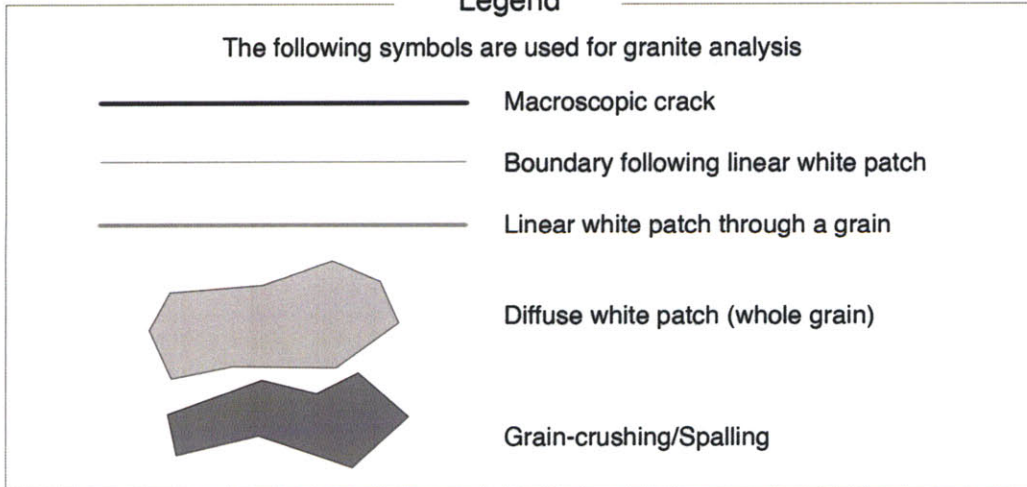 Legend
The following symbols are used for granite analysis
Macroscopic crack
Boundary following linear white patch
Linear white patch through a grain
Diffuse white patch (whole grain)
Grain-crushing/Spalling